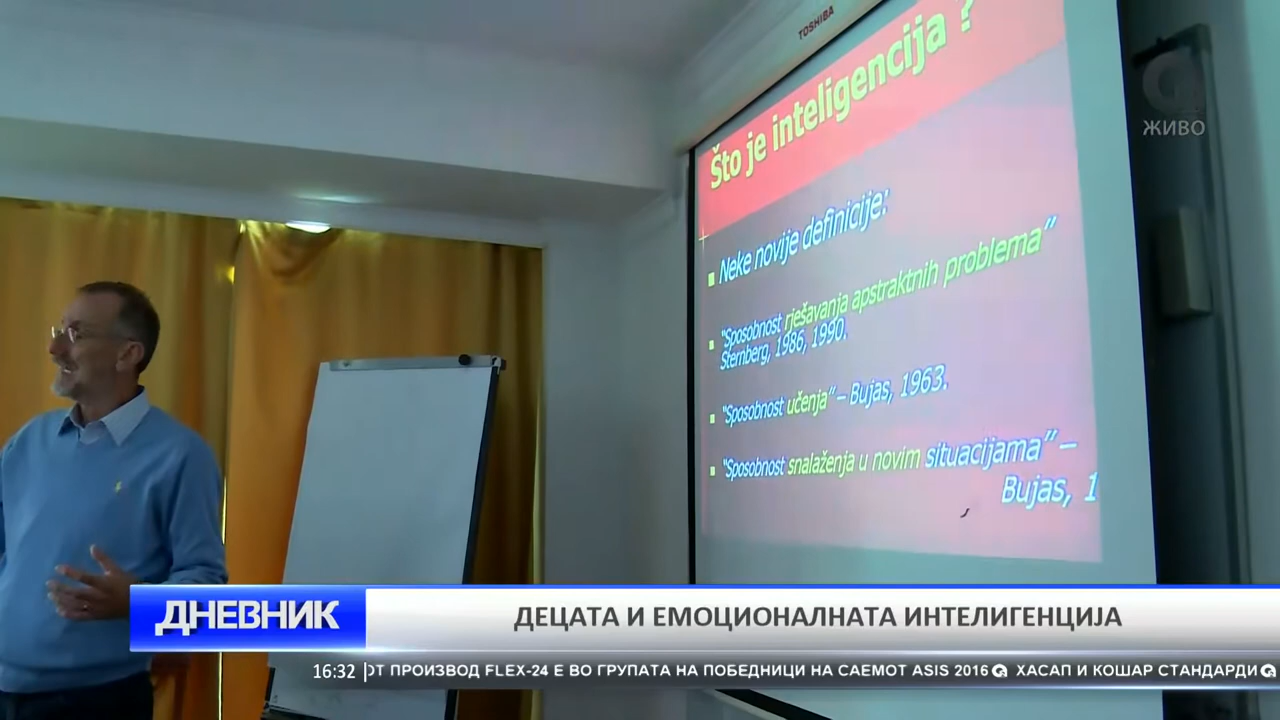 TOSHIBA
ЖИВО
Što je inteligencija ?
Neke novije definicije:
"Sposobnost rješavanja apstraktnih problema"
Sternberg, 1986, 1990.
"Sposobnost učenja" – Bujas, 1963.
"Sposobnost snalaženja u novim situacijama" –
Bujas, 1
ДНЕВНИК
ДЕЦАТА И ЕМОЦИОНАЛНАТА ИНТЕЛИГЕНЦИЈА
16:32 ОТ ПРОИЗВОД FLEX-24 Е ВО ГРУПАТА НА ПОБЕДНИЦИ НА САЕМОТ ASIS 2016 ХАСАП И КОШАР СТАНДАРДИ